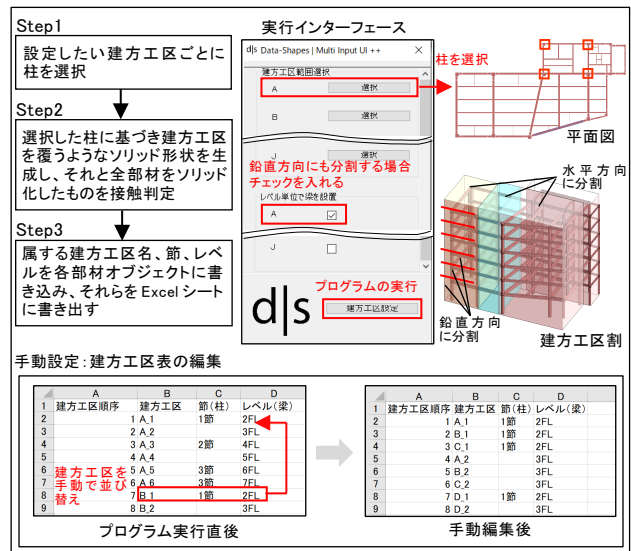 Step1
設定したい建方工区ごとに
柱を選択
Step2
選択した柱に基づき建方工区
を覆うようなソリッド形状を生
成し、それと全部材をソリッド
化したものを接触判定
Step3
属する建方工区名、節、レベ
ルを各部材オブジェクトに書
き込み、それらをExcelシート
に書き出す
実行インターフェース
d|s Data-Shapes | Multi Input UI ++ ×
建方工区範囲選択
A 選択
B 選択
J 選択
鉛直方向にも分割する場合
チェックを入れる
レベル単位で梁を設置
A
J
プログラムの実行
d|s 建方工区設定
柱を選択
平面図
水平方向
に分割
鉛直方向
に分割
建方工区割
手動設定:建方工区表の編集
A B C D
1 建方工区順序 建方工区 節(柱) レベル(梁)
2 1 A_1 1節 2FL
3 2 A_2 3FL
4 3 A_3 2節 4FL
5 4 A_4 5FL
6 5 A_5 3節 6FL
7 6 A_6 3節 7FL
8 7 B_1 1節 2FL
9 8 B_2 3FL
建方工区を
手動で並び
替え
プログラム実行直後
A B C D
1 建方工区順序 建方工区 節(柱) レベル(梁)
2 1 A_1 1節 2FL
3 2 B_1 1節 2FL
4 3 C_1 1節 2FL
5 4 A_2 3FL
6 5 B_2 3FL
7 6 C_2 3FL
8 7 D_1 1節 2FL
9 8 D_2 3FL
手動編集後